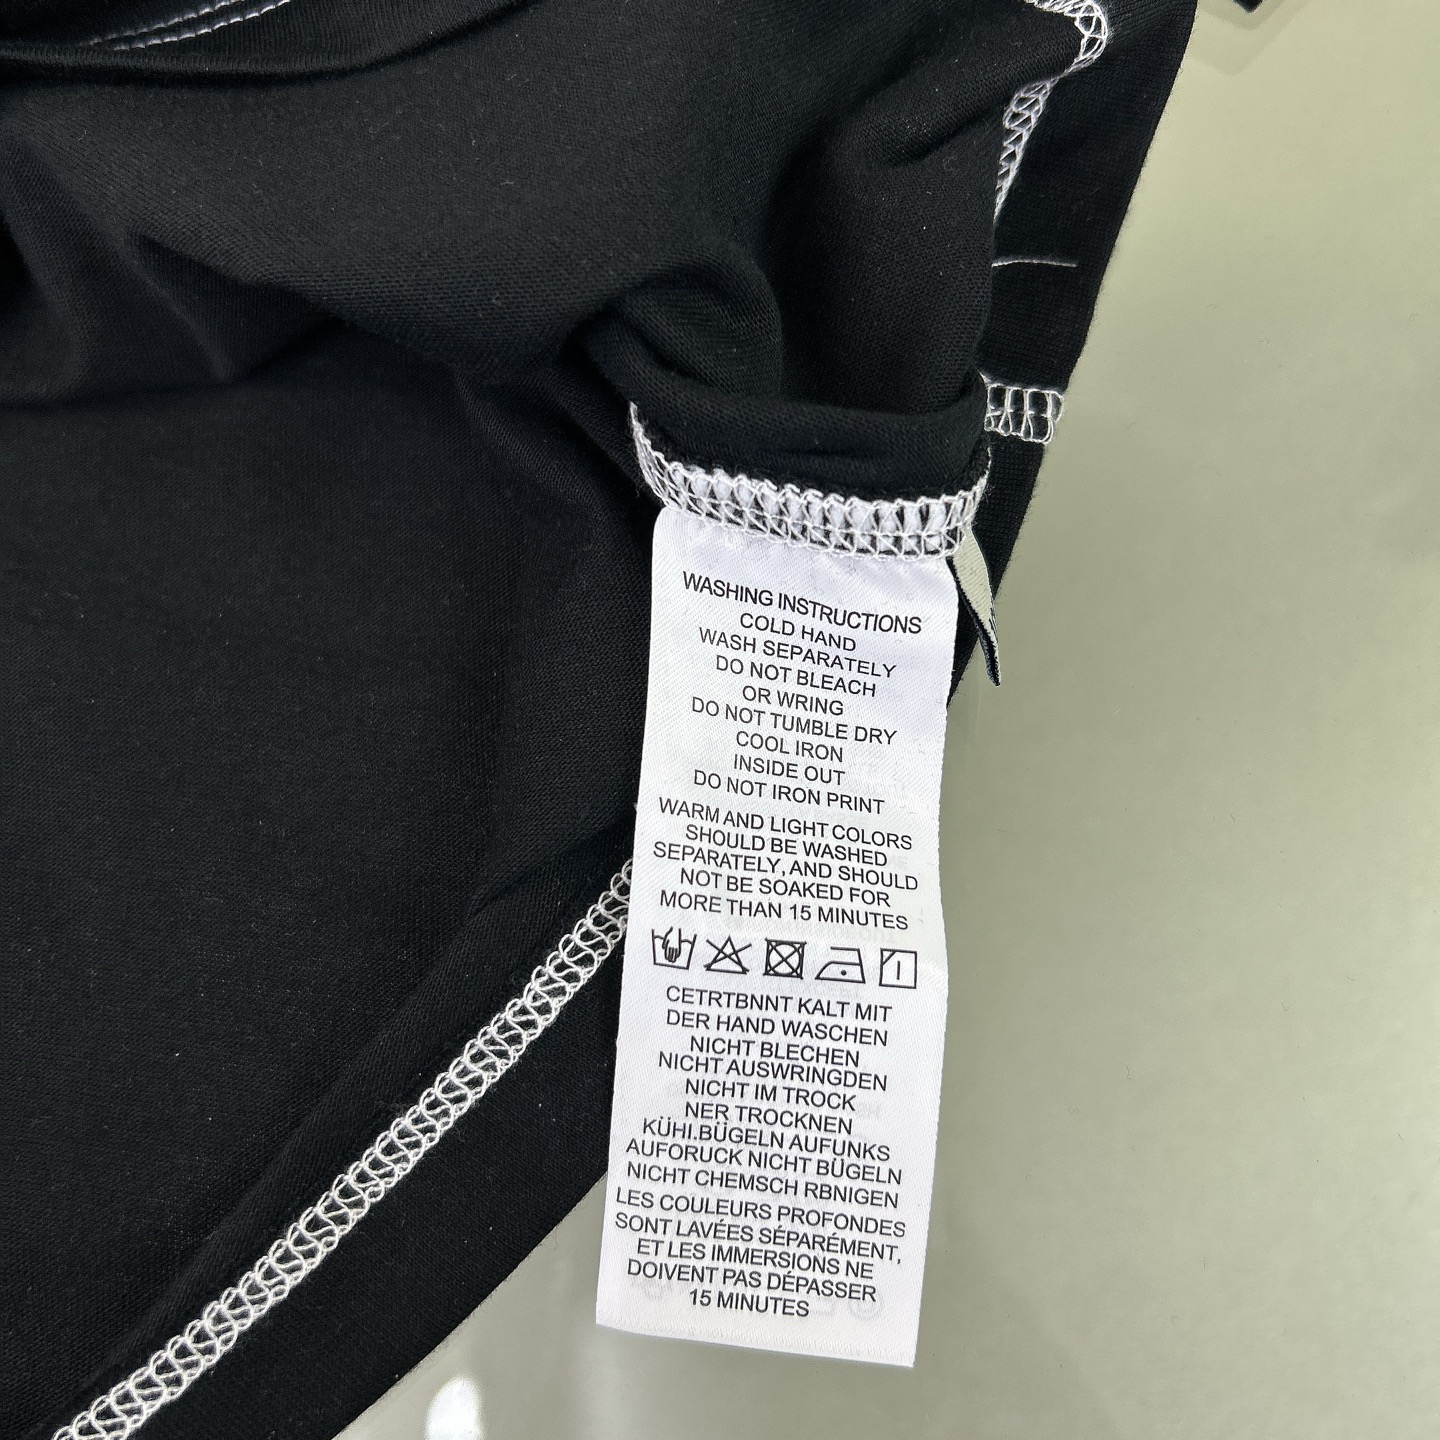 WASHING INSTRUCTIONS
COLD HAND
WASH SEPARATELY
DO NOT BLEACH
OR WRING
DO NOT TUMBLE DRY
COOL IRON
INSIDE OUT
DO NOT IRON PRINT
WARM AND LIGHT COLORS
SHOULD BE WASHED
SEPARATELY, AND SHOULD
NOT BE SOAKED FOR
MORE THAN 15 MINUTES
CETRTBNNT KALT MIT
DER HAND WASCHEN
NICHT BLECHEN
NICHT AUSWRINGDEN
NICHT IM TROCK
NER TROCKNEN
KÜHI.BÜGELN AUFUNKS
AUFORUCK NICHT BÜGELN
NICHT CHEMSCH RBNIGEN
LES COULEURS PROFONDES
SONT LAVÉES SÉPARÉMENT,
ET LES IMMERSIONS NE
DOIVENT PAS DÉPASSER
15 MINUTES